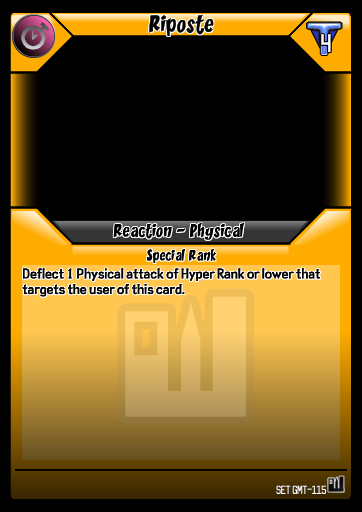 Riposte
4
Reaction - Physical
Special Rank
Deflect 1 Physical attack of Hyper Rank or lower that
targets the user of this card.
SET GMT-115